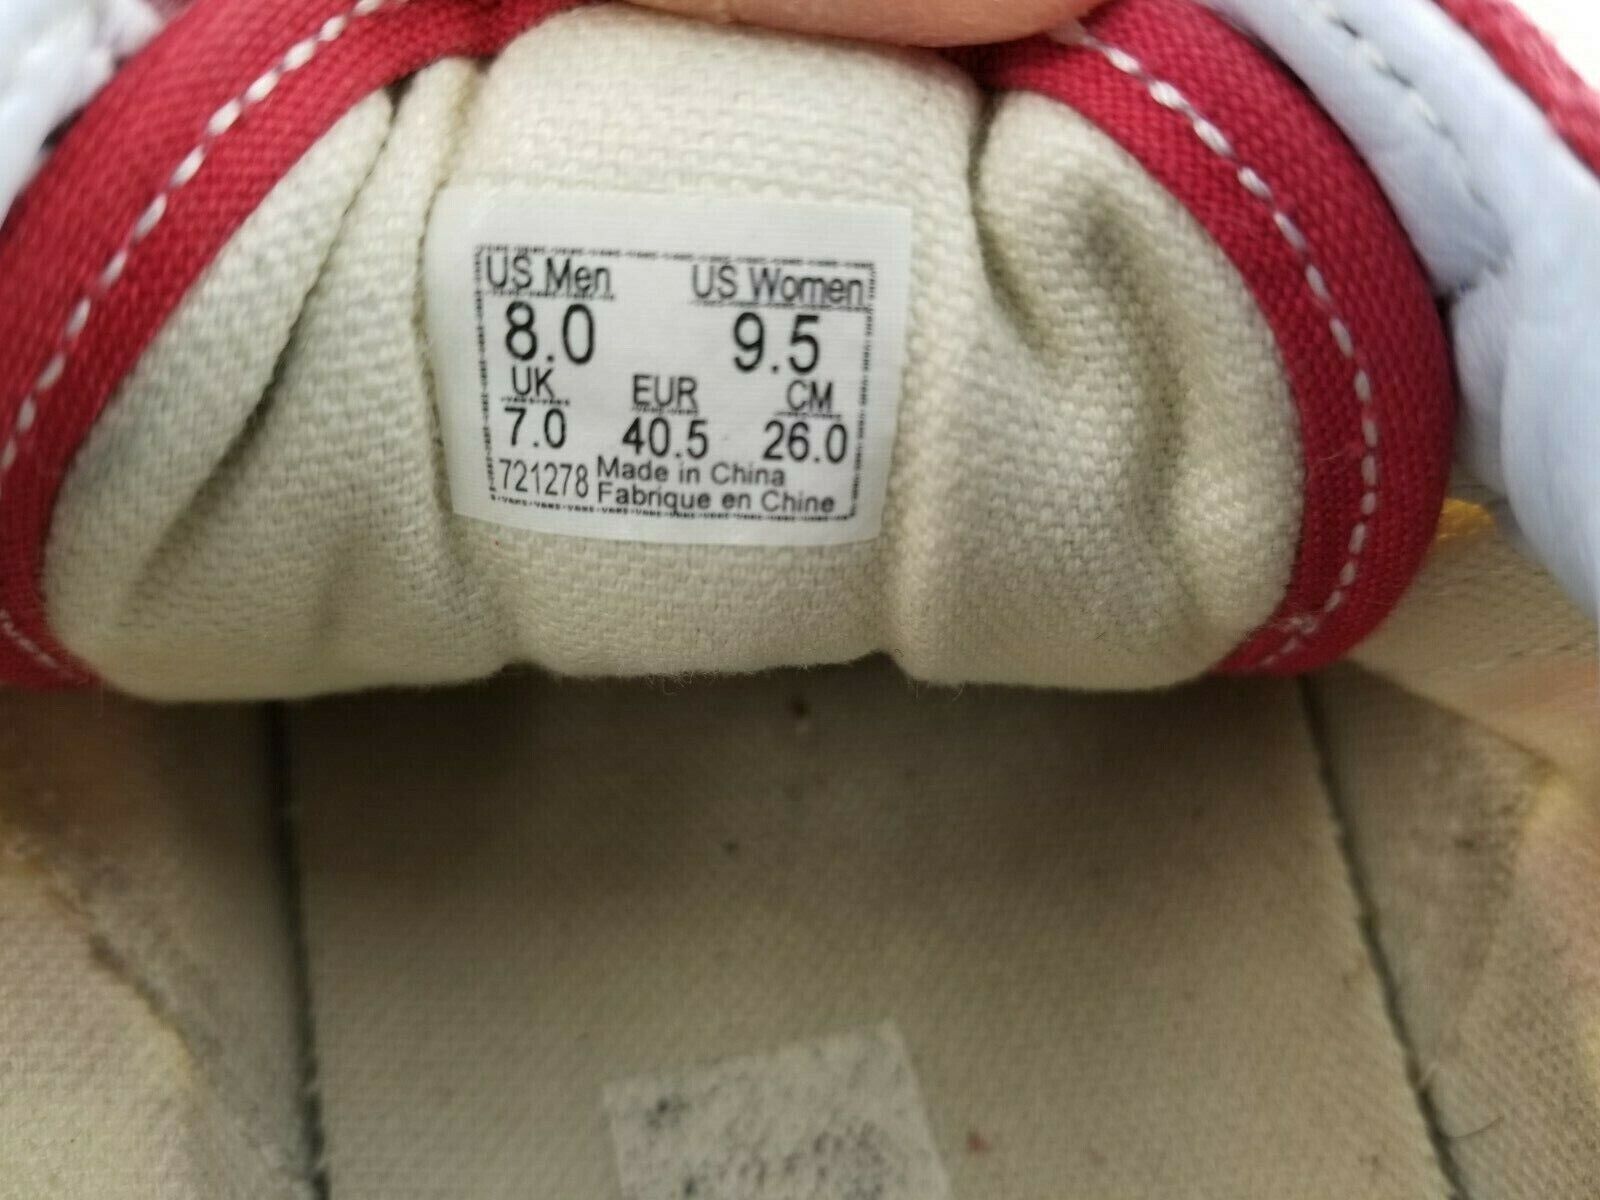 US Men US Women
8.0 9.5
UK EUR CM
7.0 40.5 26.0
721278 Made in China
Fabrique en Chine